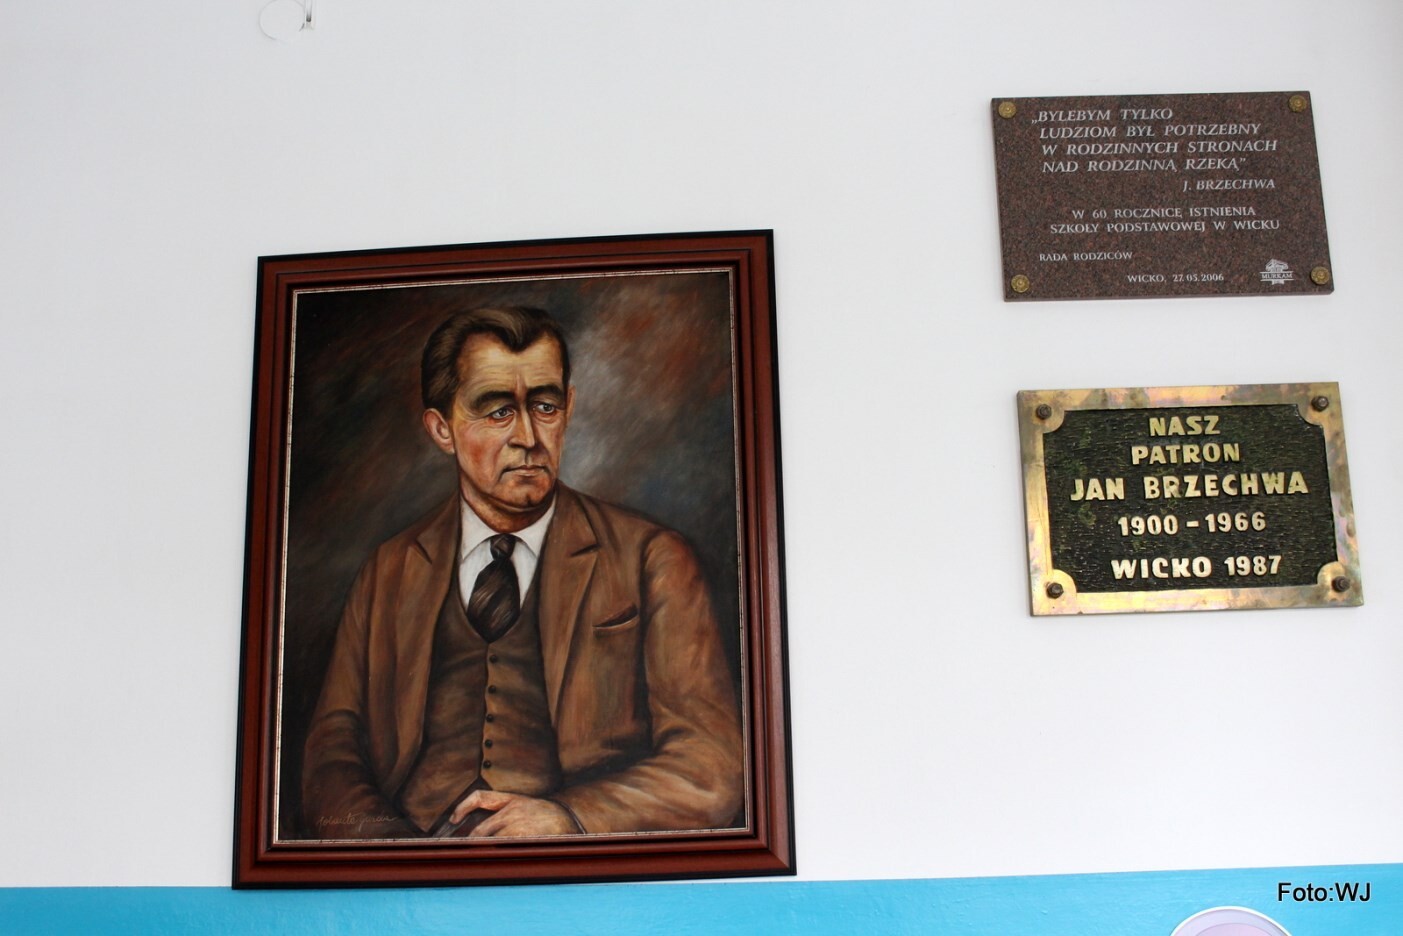 „BYLEBYM TYLKO
LUDZIOM BYŁ POTRZEBNY
W RODZINNYCH STRONACH
NAD RODZINNĄ RZEKĄ”
J. BRZECHWA
W 60 ROCZNICĘ ISTNIENIA
SZKOŁY PODSTAWOWEJ W WICKU
RADA RODZICÓW
WICKO, 27.05.2006
MURKAM
NASZ
PATRON
JAN BRZECHWA
1900 - 1966
WICKO 1987
Foto:WJ